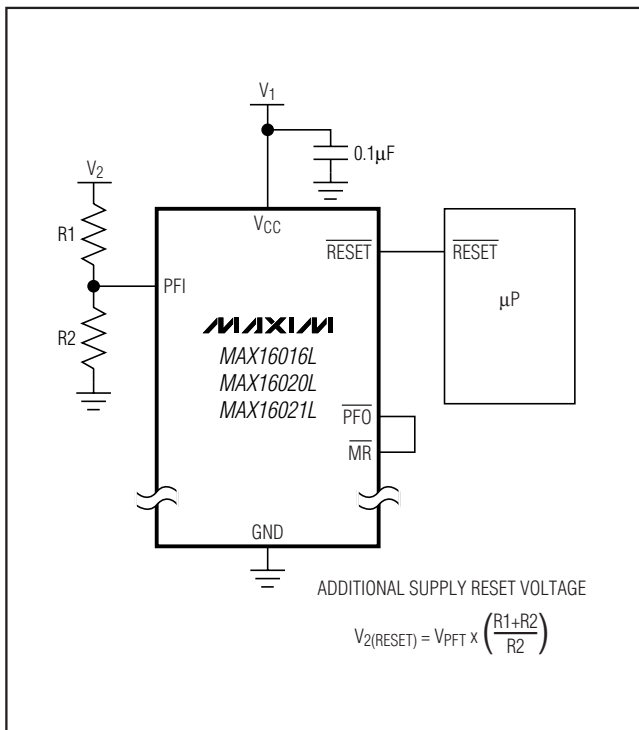 V1
0.1µF
V2
VCC
R1
RESET
RESET
PFI
µP
R2
MAXIM
MAX16016L
MAX16020L
MAX16021L
PFO
MR
GND
ADDITIONAL SUPPLY RESET VOLTAGE
V2(RESET) = VPFT x (R1+R2/R2)